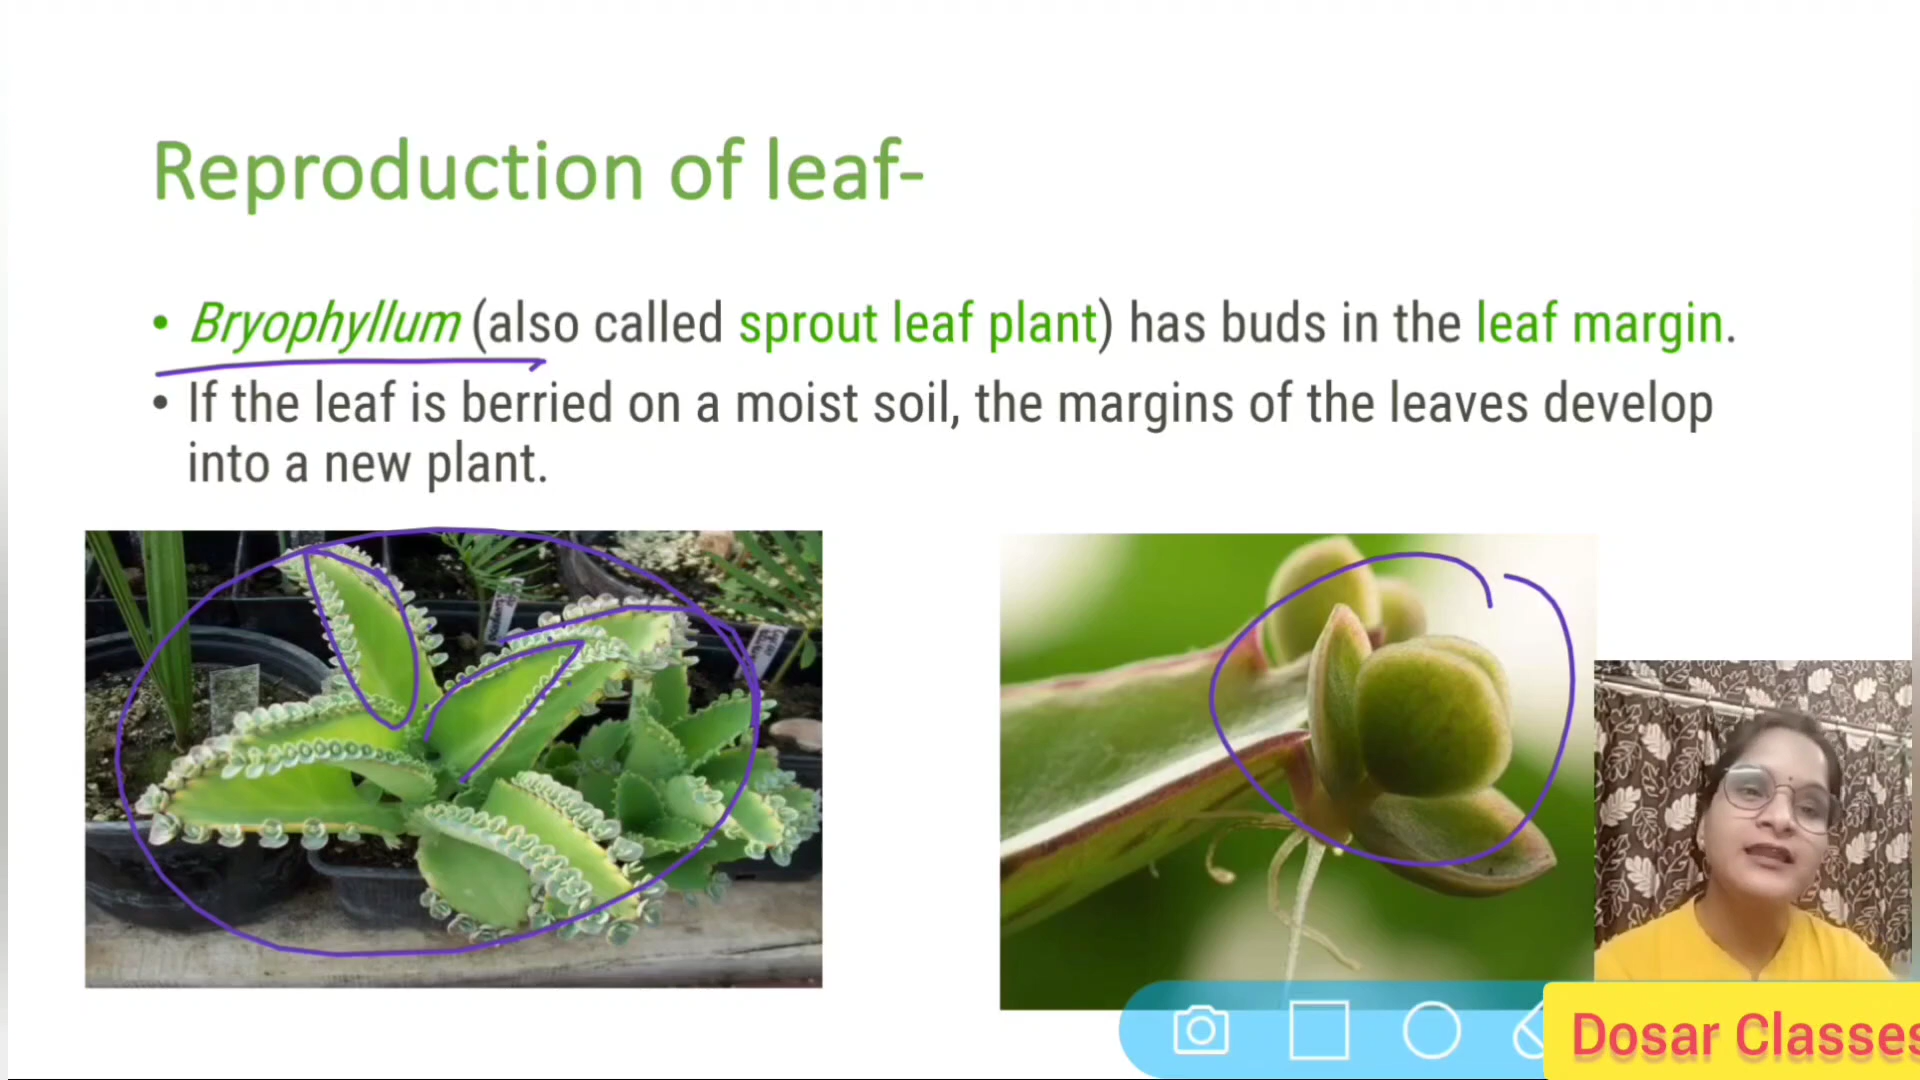 Reproduction of leaf-
• Bryophyllum (also called sprout leaf plant) has buds in the leaf margin.
• If the leaf is berried on a moist soil, the margins of the leaves develop
into a new plant.
Dosar Classes